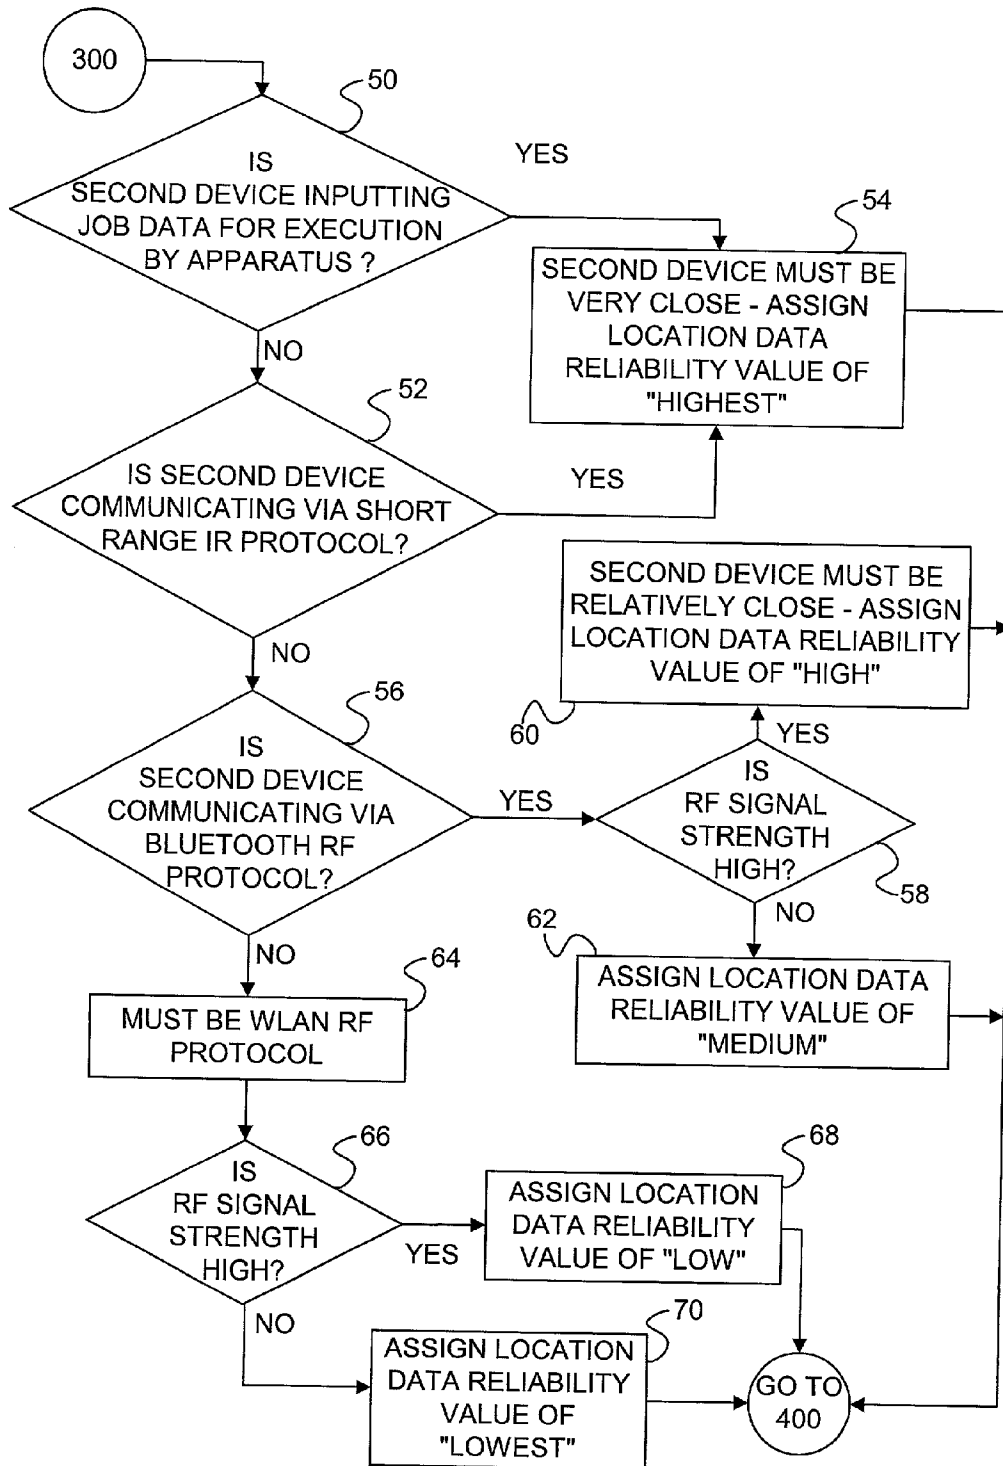 300
50
IS
SECOND DEVICE INPUTTING
JOB DATA FOR EXECUTION
BY APPARATUS ?
YES
54
SECOND DEVICE MUST BE
VERY CLOSE - ASSIGN
LOCATION DATA
RELIABILITY VALUE OF
"HIGHEST"
NO
52
IS SECOND DEVICE
COMMUNICATING VIA SHORT
RANGE IR PROTOCOL?
YES
SECOND DEVICE MUST BE
RELATIVELY CLOSE - ASSIGN
LOCATION DATA RELIABILITY
VALUE OF "HIGH"
60
NO
56
IS
SECOND DEVICE
COMMUNICATING VIA
BLUETOOTH RF
PROTOCOL?
YES
YES
IS
RF SIGNAL
STRENGTH
HIGH?
58
NO
62
ASSIGN LOCATION DATA
RELIABILITY VALUE OF
"MEDIUM"
NO
64
MUST BE WLAN RF
PROTOCOL
66
IS
RF SIGNAL
STRENGTH
HIGH?
YES
68
ASSIGN LOCATION
DATA RELIABILITY
VALUE OF "LOW"
NO
70
ASSIGN LOCATION
DATA RELIABILITY
VALUE OF
"LOWEST"
GO TO
400